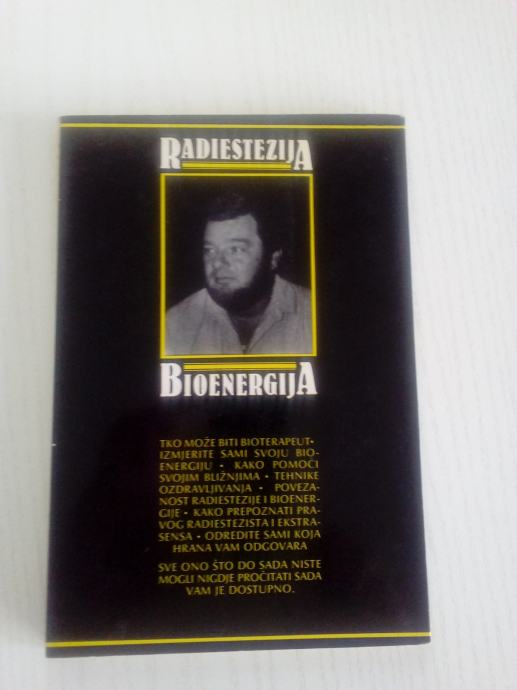 RADIESTEZIJA
BIOENERGIJA
TKO MOŽE BITI BIOTERAPEUT•
IZMJERITE SAMI SVOJU BIO-
ENERGIJU • KAKO POMOĆI
SVOJIM BLIŽNJIMA • TEHNIKE
OZDRAVLJIVANJA • POVEZA-
NOST RADIESTEZIJE I BIOENER-
GIJE • KAKO PREPOZNATI PRA-
VOG RADIESTEZISTA I EKSTRA-
SENSA • ODREDITE SAMI KOJA
HRANA VAM ODGOVARA
SVE ONO ŠTO DO SADA NISTE
MOGLI NIGDJE PROČITATI SADA
VAM JE DOSTUPNO.